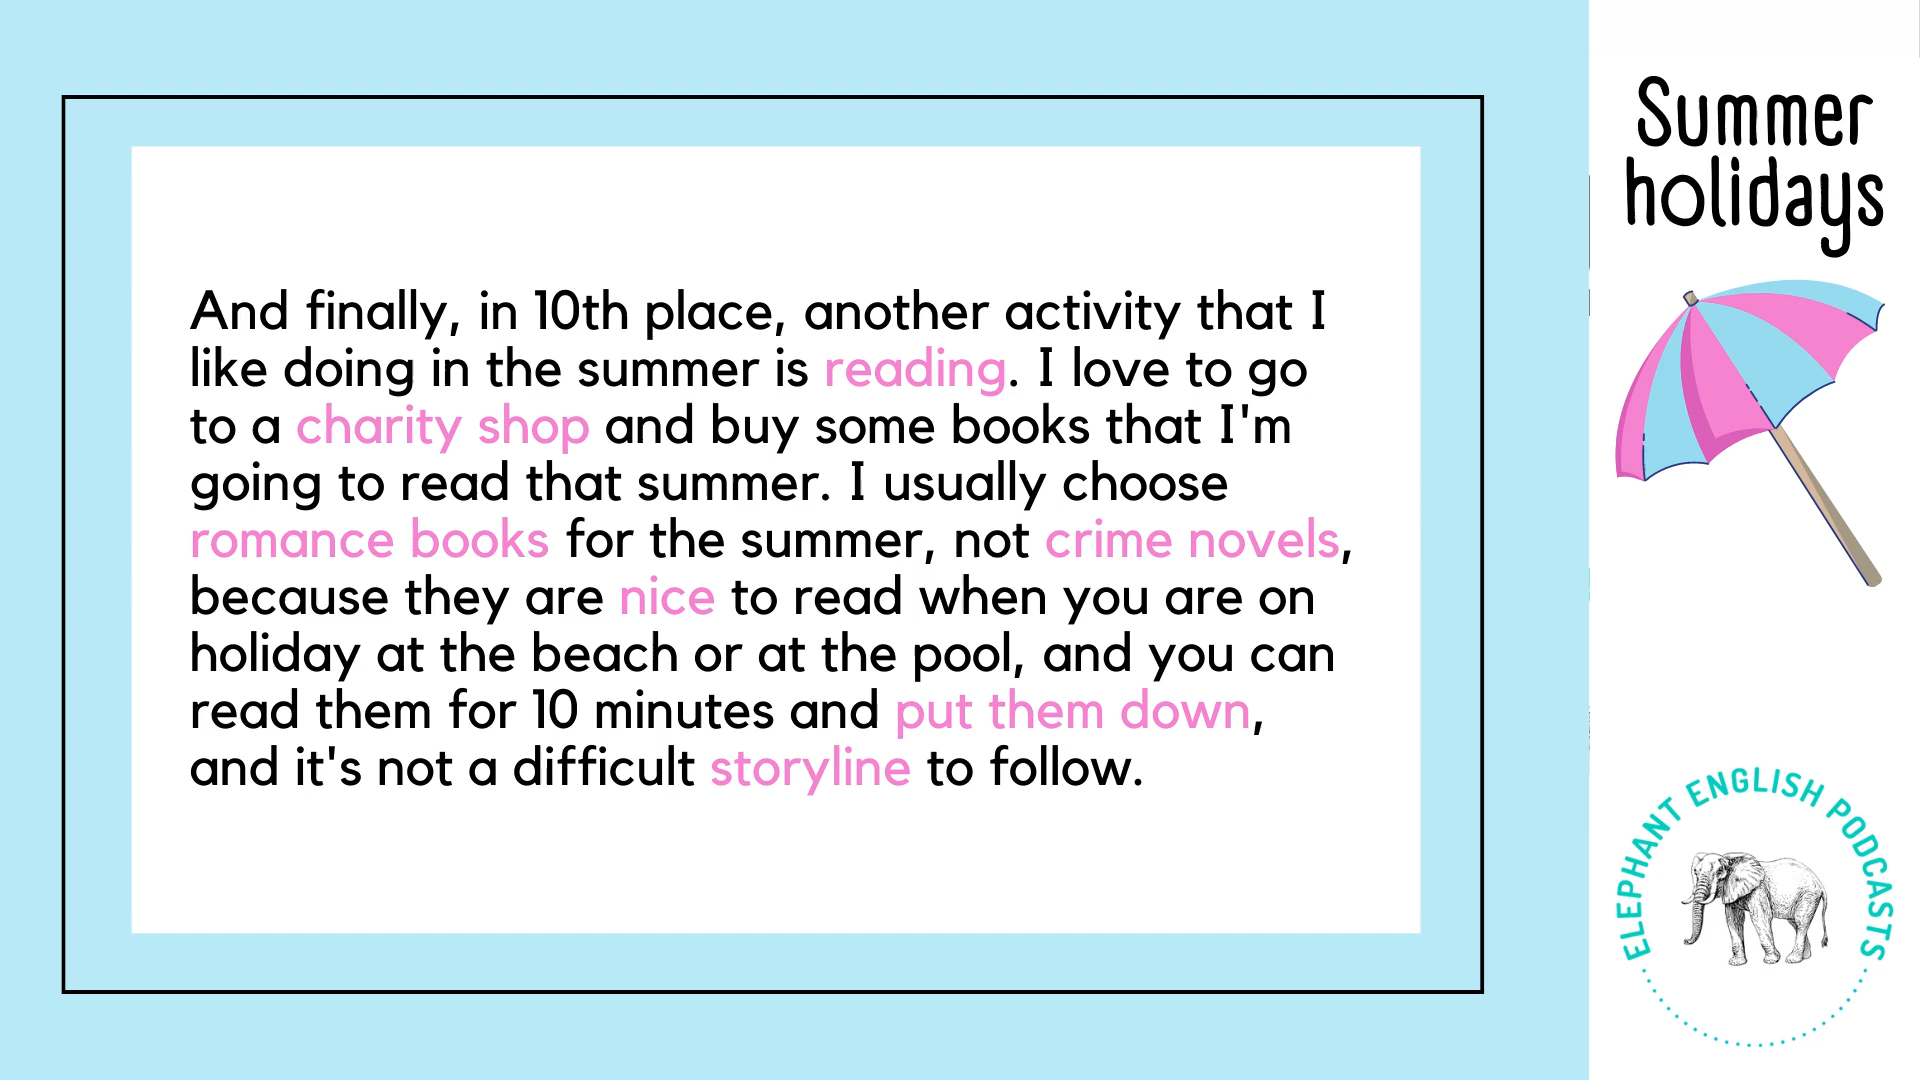 Summer
holidays
And finally, in 10th place, another activity that I
like doing in the summer is reading. I love to go
to a charity shop and buy some books that I'm
going to read that summer. I usually choose
romance books for the summer, not crime novels,
because they are nice to read when you are on
holiday at the beach or at the pool, and you can
read them for 10 minutes and put them down,
and it's not a difficult storyline to follow.
ELEPHANT ENGLISH PODCASTS